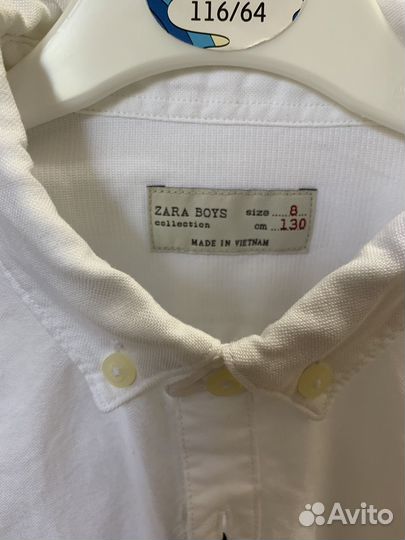 116/64
ZARA BOYS size 8
collection cm 130
MADE IN VIETNAM
Avito